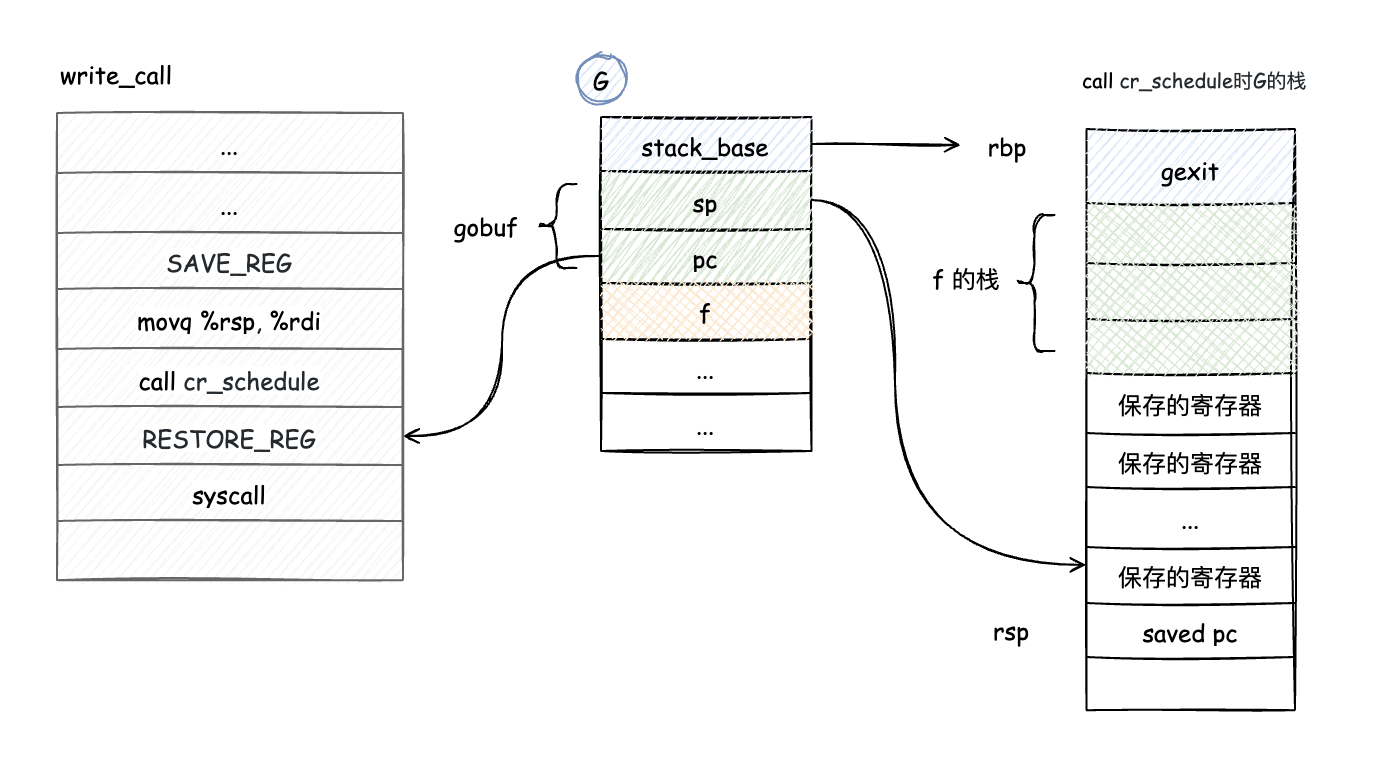 write_call
...
...
SAVE_REG
movq %rsp, %rdi
call cr_schedule
RESTORE_REG
syscall
G
stack_base
sp
pc
f
...
...
gobuf
rbp
call cr_schedule时G的栈
gexit
f 的栈
保存的寄存器
保存的寄存器
...
保存的寄存器
rsp
saved pc